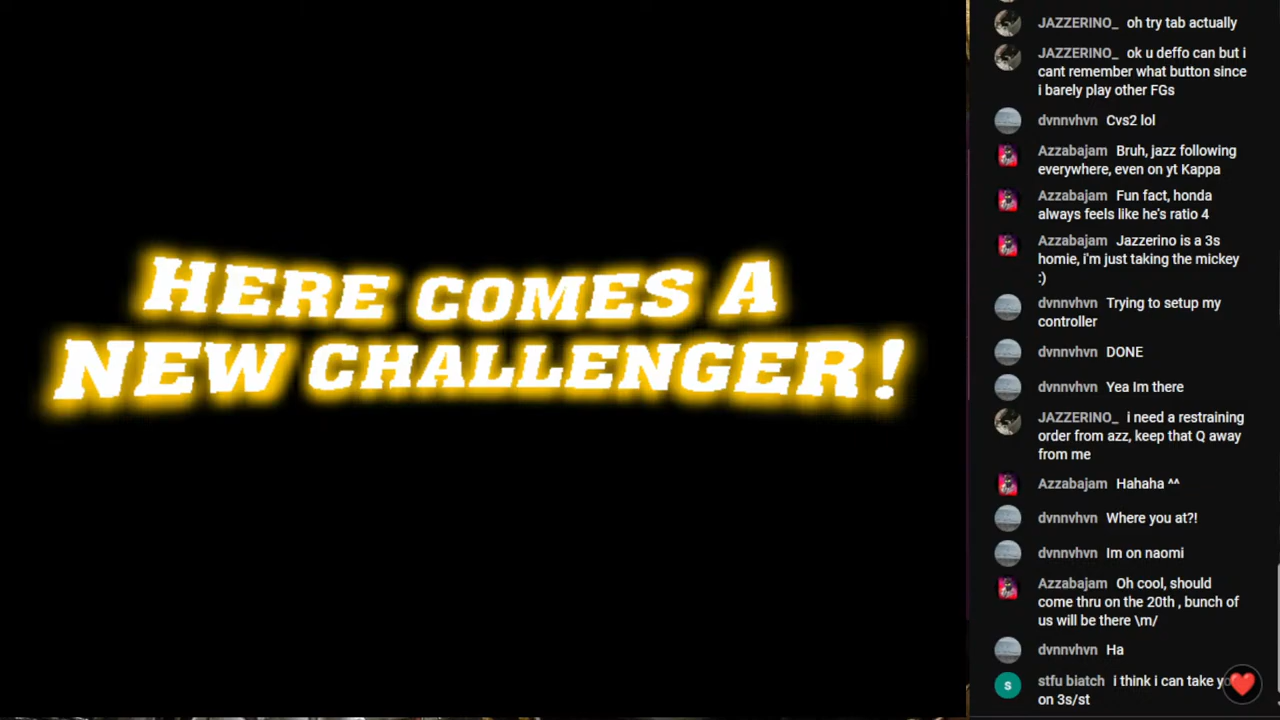 HERE COMES A
NEW CHALLENGER!
JAZZERINO_ oh try tab actually
JAZZERINO_ ok u deffo can but i
cant remember what button since
i barely play other FGs
dvnnvhvn Cvs2 lol
Azzabajam Bruh, jazz following
everywhere, even on yt Kappa
Azzabajam Fun fact, honda
always feels like he's ratio 4
Azzabajam Jazzerino is a 3s
homie, i'm just taking the mickey
:)
dvnnvhvn Trying to setup my
controller
dvnnvhvn DONE
dvnnvhvn Yea Im there
JAZZERINO_ i need a restraining
order from azz, keep that Q away
from me
Azzabajam Hahaha ^^
dvnnvhvn Where you at?!
dvnnvhvn Im on naomi
Azzabajam Oh cool, should
come thru on the 20th , bunch of
us will be there \m/
dvnnvhvn Ha
s
stfu biatch i think i can take
on 3s/st